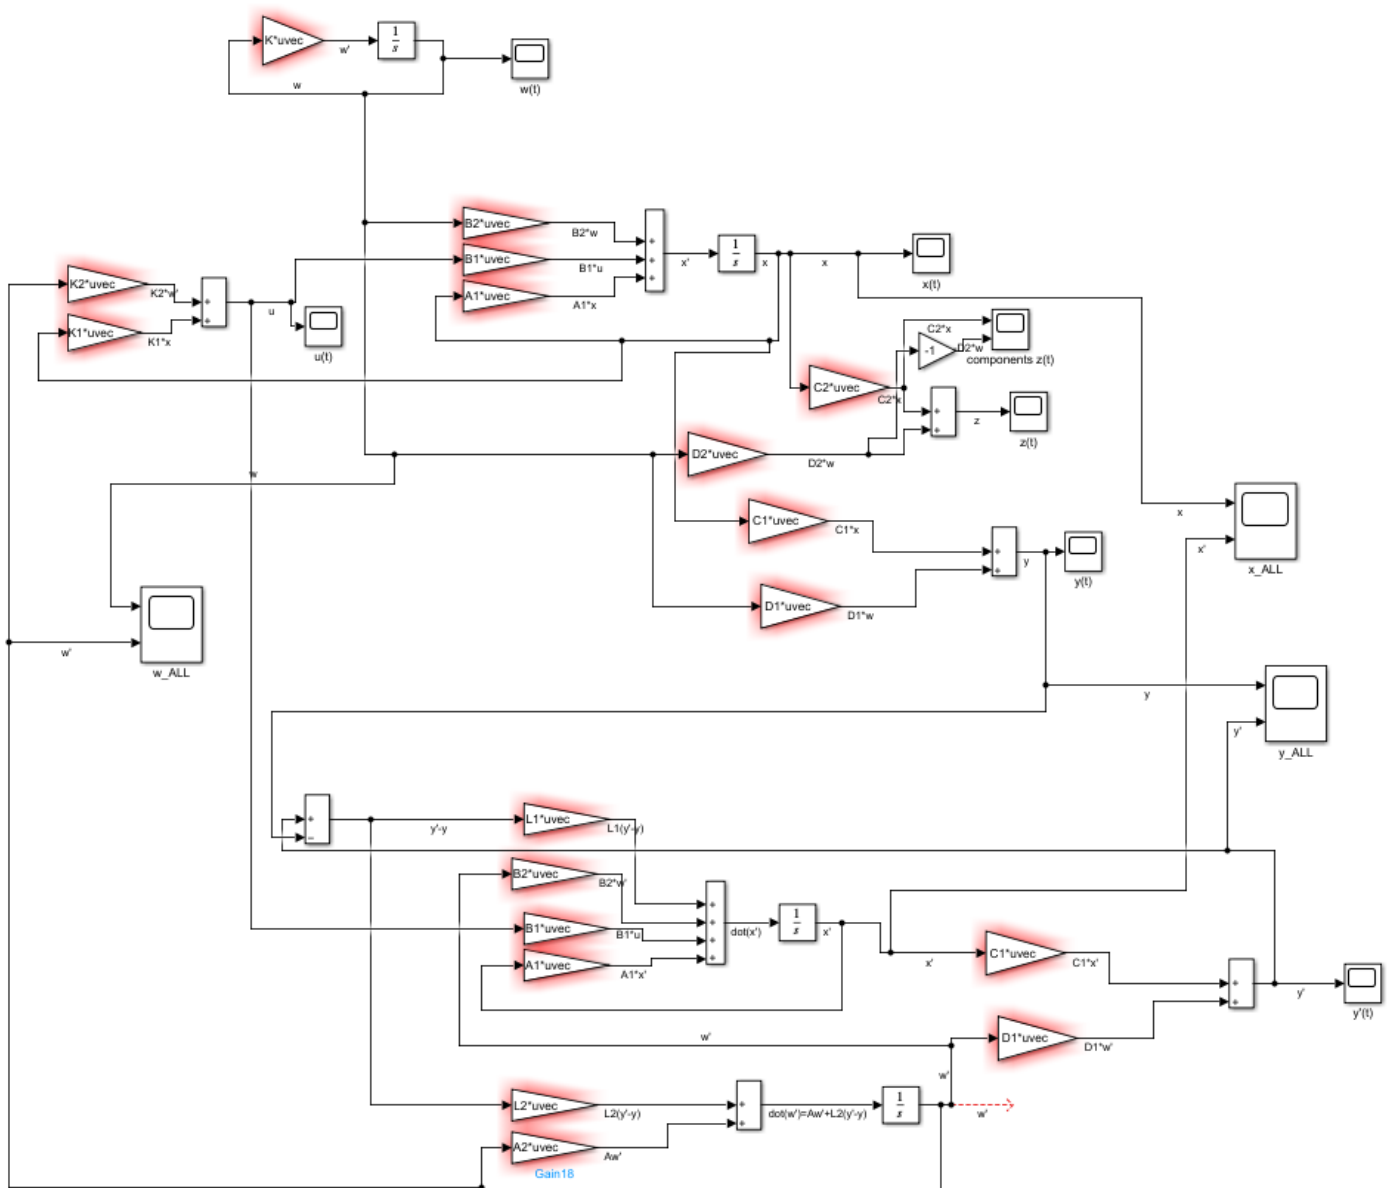 K*uvec
w'
1
s
w
w(t)
B2*uvec
B2*w
B1*uvec
B1*u
A1*uvec
A1*x
x'
1
s
x
x
x(t)
K2*uvec
K2*w'
K1*uvec
K1*x
u
u(t)
C2*x
-1
-D2*w
components z(t)
C2*uvec
C2*x
z
z(t)
D2*uvec
D2*w
w
C1*uvec
C1*x
y
y(t)
D1*uvec
D1*w
x
x'
x_ALL
w'
w_ALL
y
y'
y_ALL
y'-y
L1*uvec
L1(y'-y)
B2*uvec
B2*w'
B1*uvec
B1*u
A1*uvec
A1*x'
dot(x')
1
s
x'
x'
C1*uvec
C1*x'
y'
y'(t)
w'
D1*uvec
D1*w'
w'
L2*uvec
L2(y'-y)
dot(w')=Aw'+L2(y'-y)
1
s
w'
A2*uvec
Aw'
Gain18